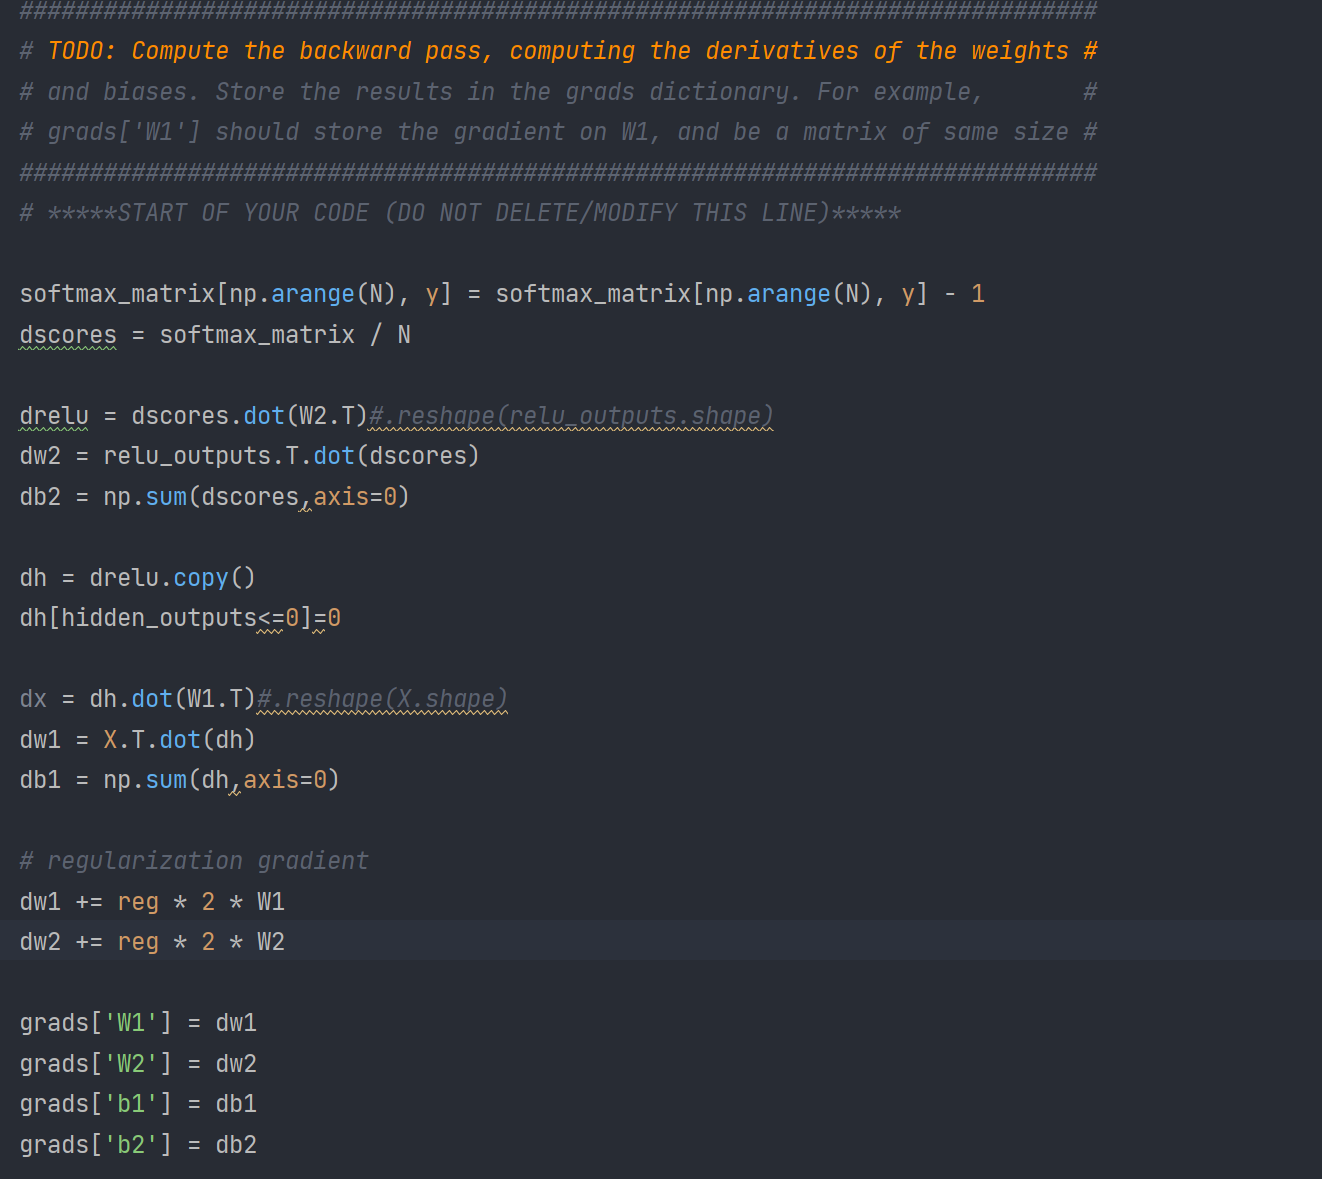 #############################################################################
# TODO: Compute the backward pass, computing the derivatives of the weights #
# and biases. Store the results in the grads dictionary. For example,       #
# grads['W1'] should store the gradient on W1, and be a matrix of same size #
#############################################################################
# *****START OF YOUR CODE (DO NOT DELETE/MODIFY THIS LINE)*****
softmax_matrix[np.arange(N), y] = softmax_matrix[np.arange(N), y] - 1
dscores = softmax_matrix / N
drelu = dscores.dot(W2.T)#.reshape(relu_outputs.shape)
dw2 = relu_outputs.T.dot(dscores)
db2 = np.sum(dscores,axis=0)
dh = drelu.copy()
dh[hidden_outputs<=0]=0
dx = dh.dot(W1.T)#.reshape(X.shape)
dw1 = X.T.dot(dh)
db1 = np.sum(dh,axis=0)
# regularization gradient
dw1 += reg * 2 * W1
dw2 += reg * 2 * W2
grads['W1'] = dw1
grads['W2'] = dw2
grads['b1'] = db1
grads['b2'] = db2